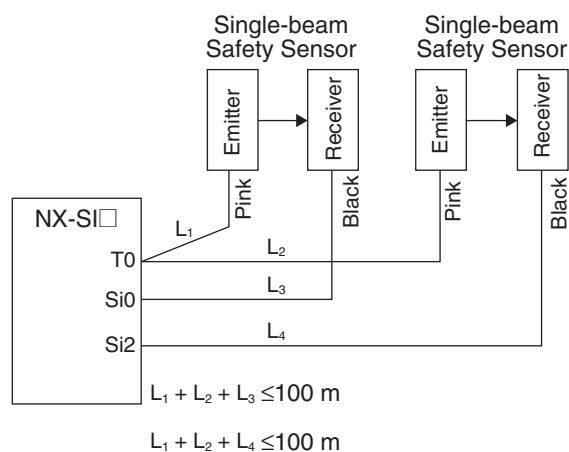 Single-beam
Safety Sensor
Single-beam
Safety Sensor
Emitter
Receiver
Emitter
Receiver
Pink
Black
Pink
Black
NX-SI□
L₁
T0
L₂
Si0
L₃
Si2
L₄
L₁ + L₂ + L₃ ≤100 m
L₁ + L₂ + L₄ ≤100 m